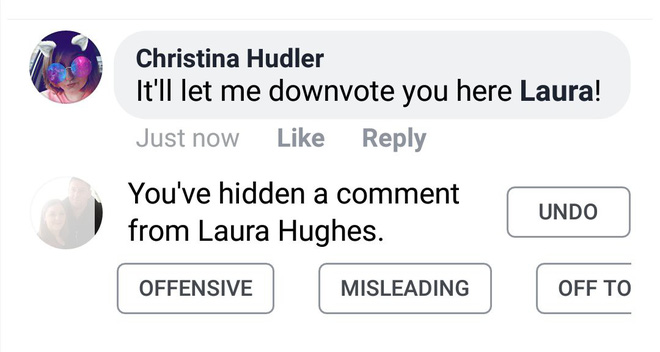 Christina Hudler
It'll let me downvote you here Laura!
Just now Like Reply
You've hidden a comment
from Laura Hughes.
UNDO
OFFENSIVE MISLEADING OFF TO